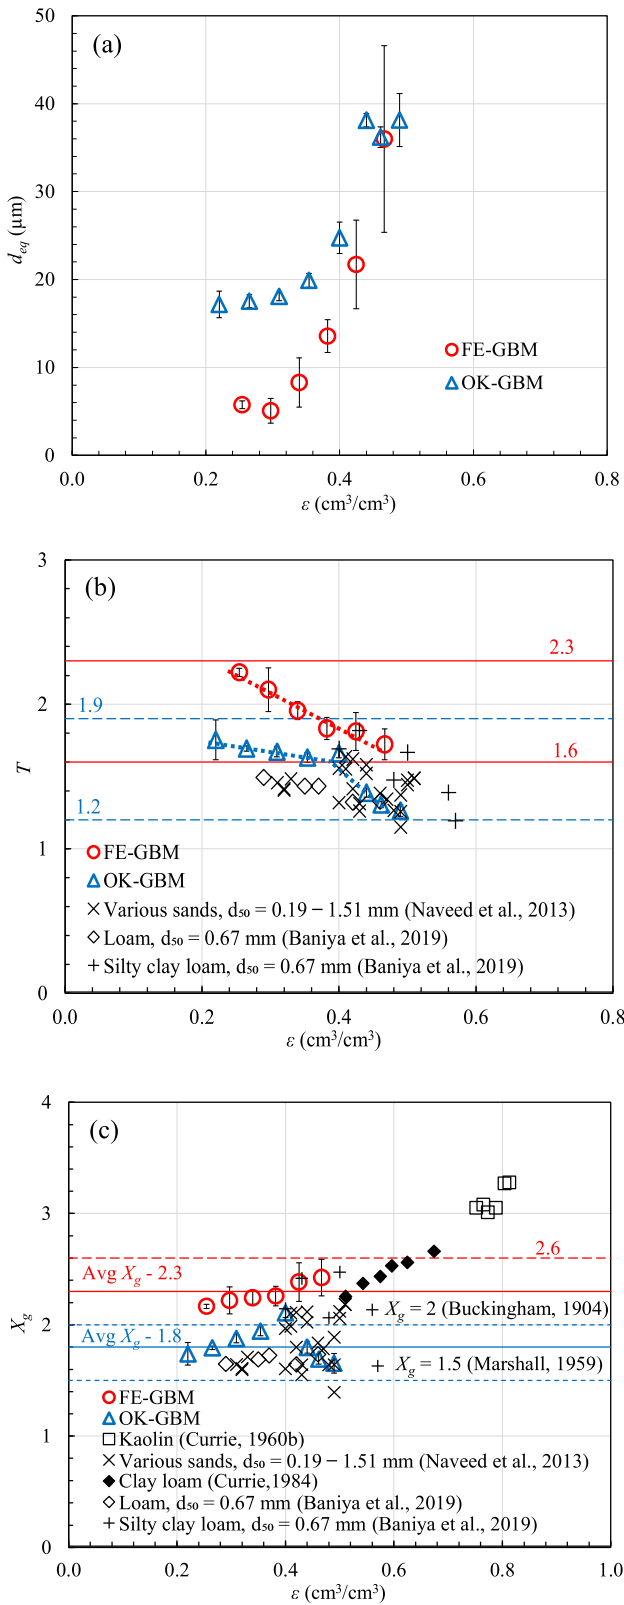 (a)
50
40
30
20
10
0
d_eq (μm)
FE-GBM
OK-GBM
0.0 0.2 0.4 0.6 0.8
ε (cm³/cm³)
(b)
3
2
1
0
T
2.3
1.9
1.6
1.2
FE-GBM
OK-GBM
Various sands, d₅₀ = 0.19 – 1.51 mm (Naveed et al., 2013)
Loam, d₅₀ = 0.67 mm (Baniya et al., 2019)
Silty clay loam, d₅₀ = 0.67 mm (Baniya et al., 2019)
0.0 0.2 0.4 0.6 0.8
ε (cm³/cm³)
(c)
4
3
2
1
0
X_g
2.6
Avg X_g - 2.3
X_g = 2 (Buckingham, 1904)
Avg X_g - 1.8
X_g = 1.5 (Marshall, 1959)
FE-GBM
OK-GBM
Kaolin (Currie, 1960b)
Various sands, d₅₀ = 0.19 – 1.51 mm (Naveed et al., 2013)
Clay loam (Currie,1984)
Loam, d₅₀ = 0.67 mm (Baniya et al., 2019)
Silty clay loam, d₅₀ = 0.67 mm (Baniya et al., 2019)
0.0 0.2 0.4 0.6 0.8 1.0
ε (cm³/cm³)